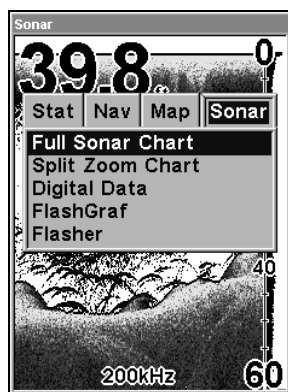 Sonar
39.8
0
Stat Nav Map Sonar
Full Sonar Chart
Split Zoom Chart
Digital Data
FlashGraf
Flasher
40
200kHz
60